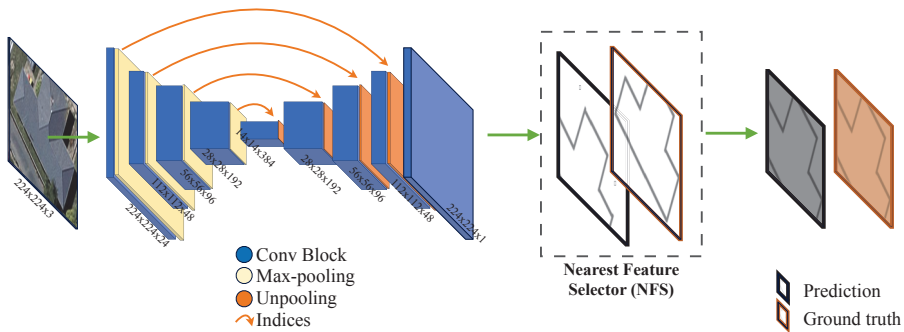 224x224x3
224x224x24
112x112x48
56x56x96
28x28x192
14x14x384
28x28x192
56x56x96
112x112x48
224x224x1
Conv Block
Max-pooling
Unpooling
Indices
Nearest Feature
Selector (NFS)
Prediction
Ground truth